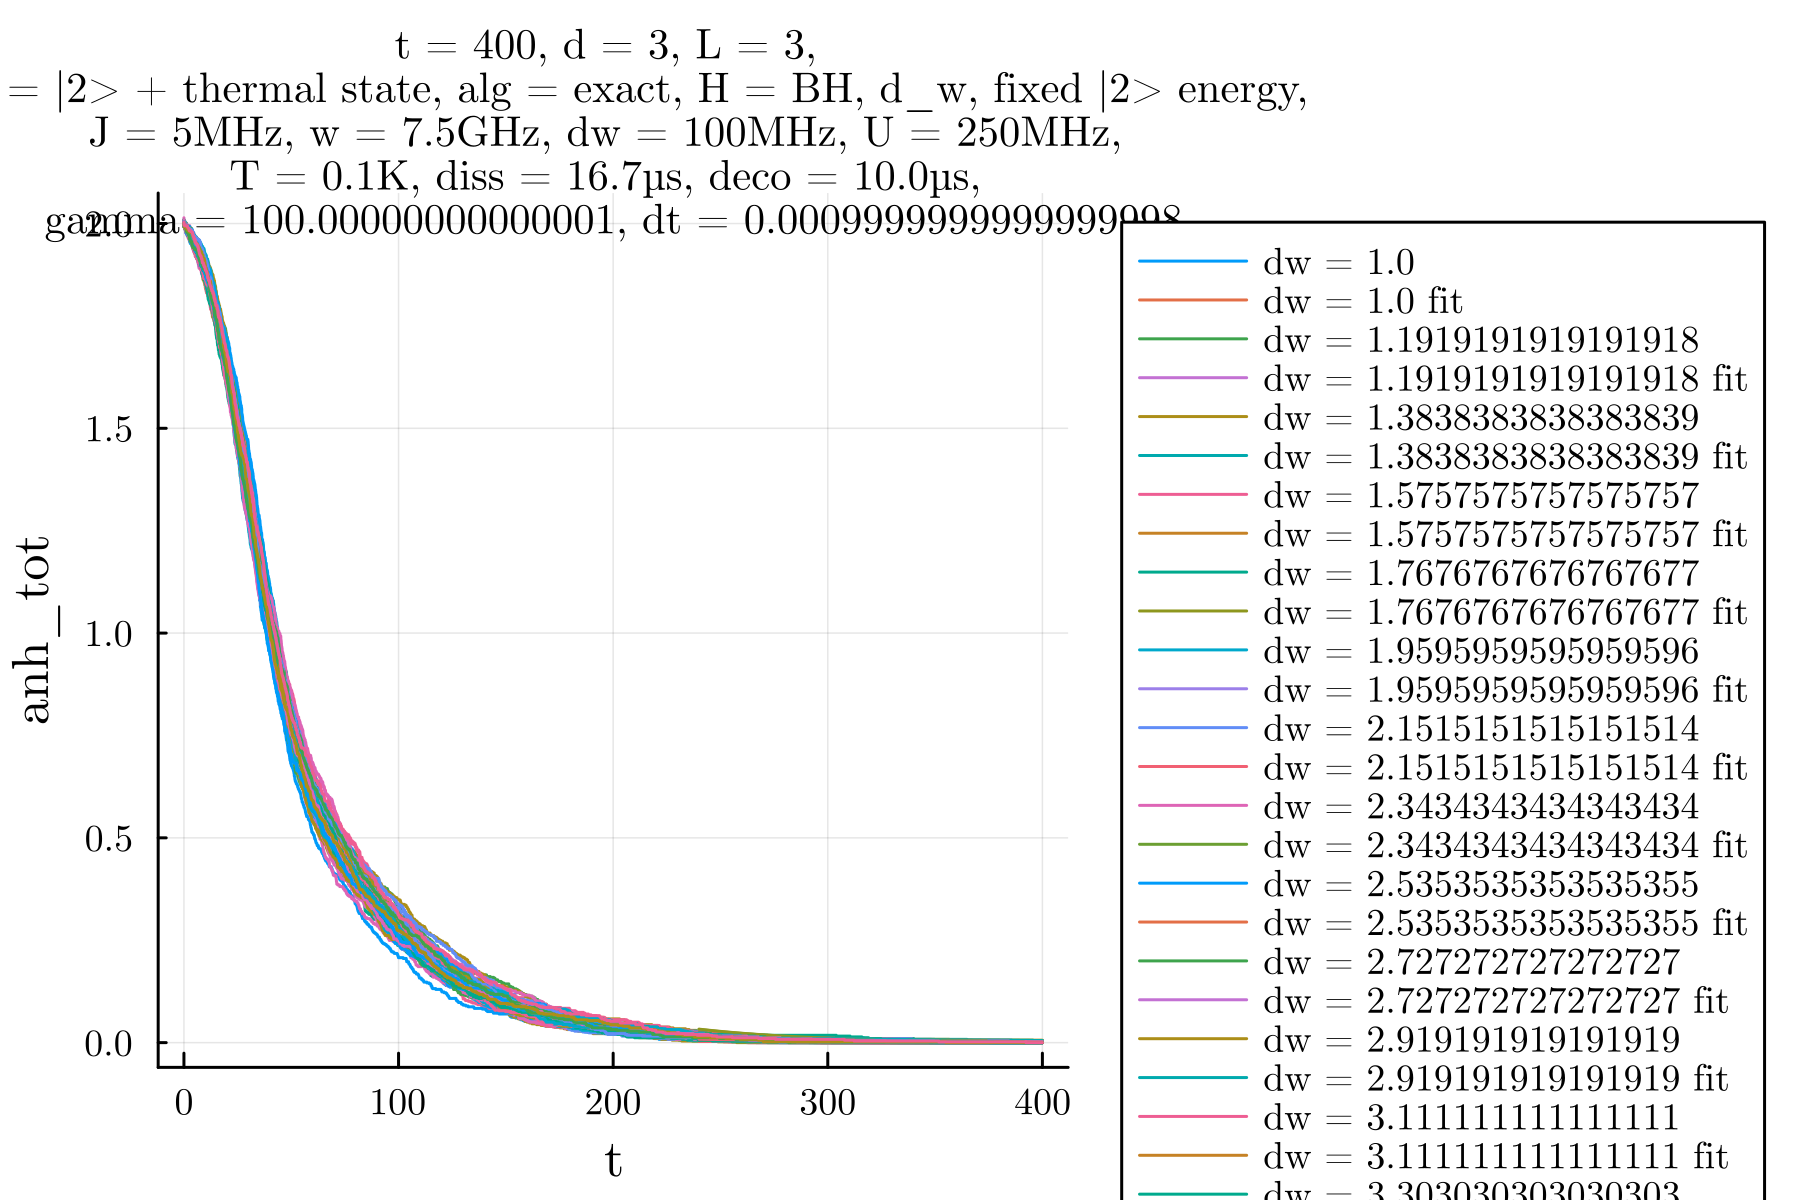 t = 400, d = 3, L = 3,
= |2> + thermal state, alg = exact, H = BH, d_w, fixed |2> energy,
J = 5MHz, w = 7.5GHz, dw = 100MHz, U = 250MHz,
T = 0.1K, diss = 16.7µs, deco = 10.0µs,
gamma = 100.00000000000001, dt = 0.0009999999999999998
2.0
1.5
1.0
0.5
0.0
anh_tot
0 100 200 300 400
t
dw = 1.0
dw = 1.0 fit
dw = 1.1919191919191918
dw = 1.1919191919191918 fit
dw = 1.3838383838383839
dw = 1.3838383838383839 fit
dw = 1.5757575757575757
dw = 1.5757575757575757 fit
dw = 1.7676767676767677
dw = 1.7676767676767677 fit
dw = 1.9595959595959596
dw = 1.9595959595959596 fit
dw = 2.1515151515151514
dw = 2.1515151515151514 fit
dw = 2.3434343434343434
dw = 2.3434343434343434 fit
dw = 2.5353535353535355
dw = 2.5353535353535355 fit
dw = 2.727272727272727
dw = 2.727272727272727 fit
dw = 2.919191919191919
dw = 2.919191919191919 fit
dw = 3.111111111111111
dw = 3.111111111111111 fit
dw = 3.303030303030303